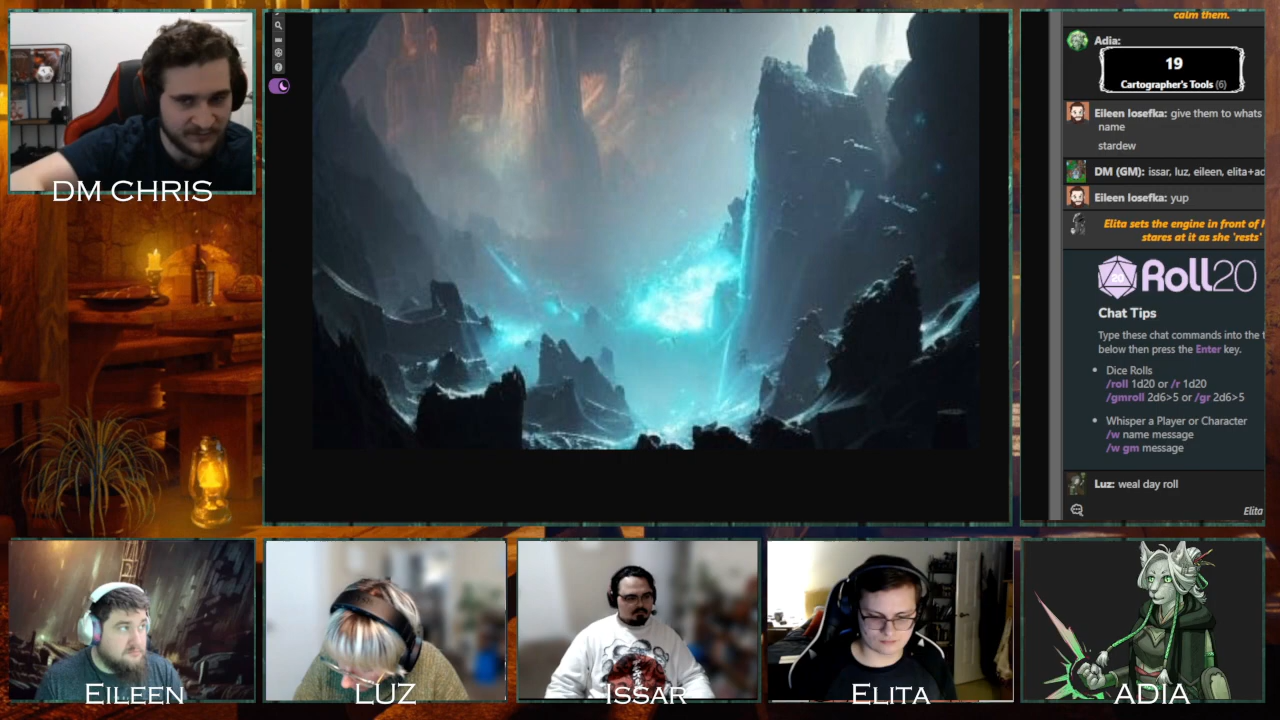 calm them.
Adia:
19
Cartographer's Tools (6)
Eileen Iosefka: give them to whats
name
stardew
DM (GM): issar, luz, eileen, elita+ad
Eileen Iosefka: yup
Elita sets the engine in front of
stares at it as she 'rests'
Roll20
Chat Tips
Type these chat commands into the
below then press the Enter key.
Dice Rolls
/roll 1d20 or /r 1d20
/gmroll 2d6>5 or /gr 2d6>5
Whisper a Player or Character
/w name message
/w gm message
Luz: weal day roll
Elita
DM CHRIS
EILEEN
LUZ
ISSAR
ELITA
ADIA